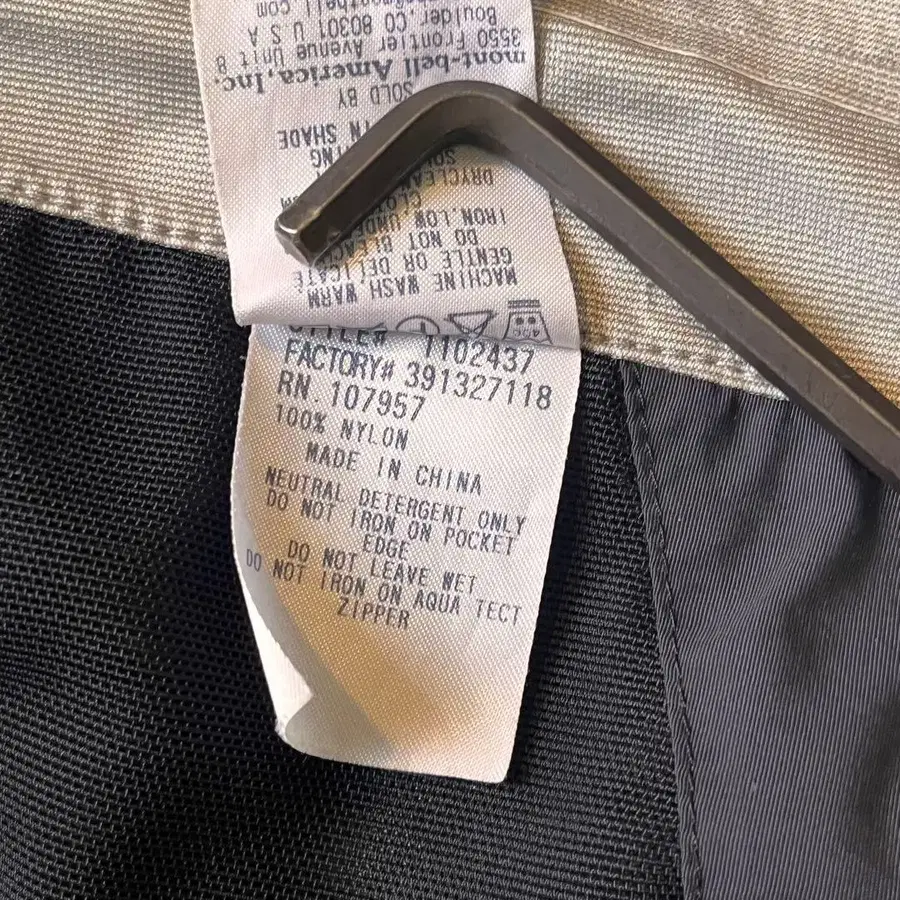 STYLE# 1102437
FACTORY# 391327118
RN. 107957
100% NYLON
MADE IN CHINA
NEUTRAL DETERGENT ONLY
DO NOT IRON ON POCKET
EDGE
DO NOT LEAVE WET
DO NOT IRON ON AQUA TECT
ZIPPER
MACHINE WASH, WARM
GENTLE OR DELICATE
DO NOT BLEACH
IRON, LOW, UNDE
CLO
DRYCLEAN
SO
IN SHADE
SOLD BY
mont-bell America, Inc.
3550 Frontier Avenue Unit B
Boulder, CO 80301 U.S.A